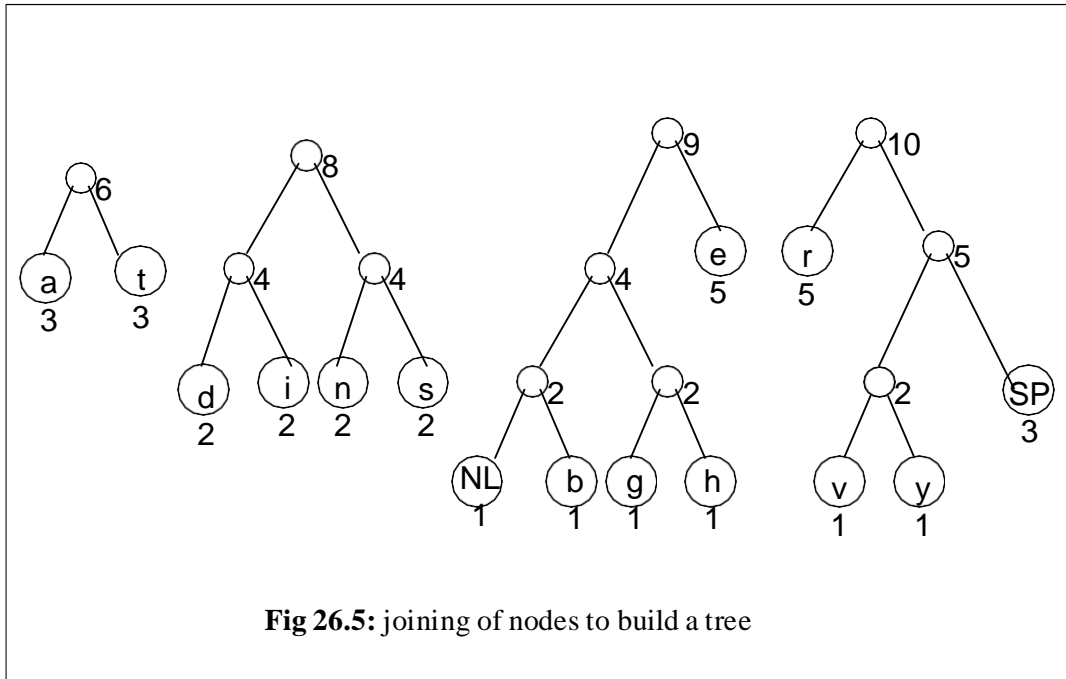 9 10
8
6
e r
4 5
5 5
4 4
a t
3 3
2 2 2
d i n s SP
2 2 2 2 3
NL b g h v y
1 1 1 1 1 1
Fig 26.5: joining of nodes to build a tree